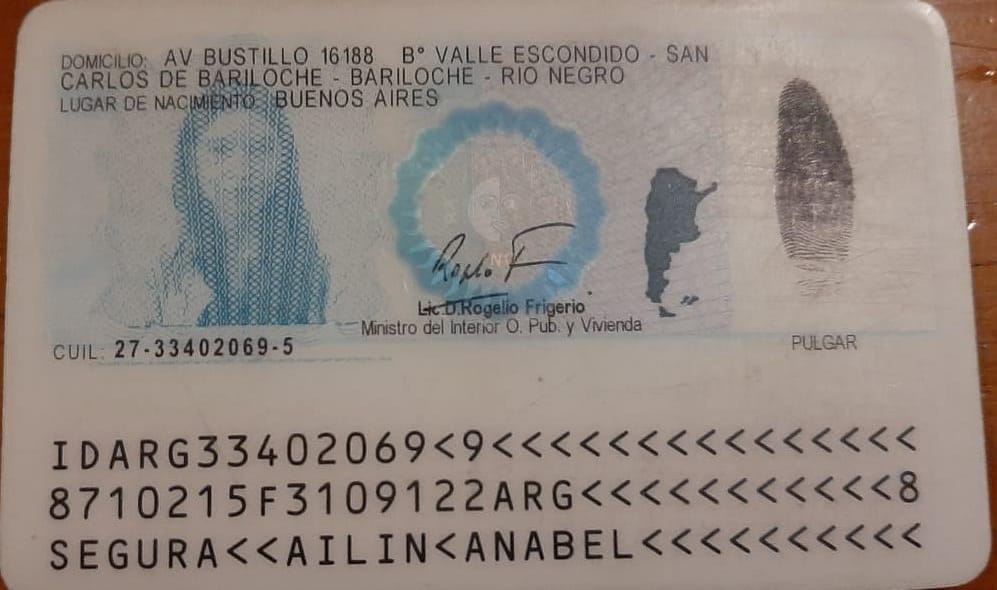 DOMICILIO: AV BUSTILLO 16188 B° VALLE ESCONDIDO - SAN
CARLOS DE BARILOCHE - BARILOCHE - RIO NEGRO
LUGAR DE NACIMIENTO: BUENOS AIRES
Lic.D.Rogelio Frigerio
Ministro del Interior O. Pub. y Vivienda
CUIL: 27-33402069-5
PULGAR
IDARG33402069<9<<<<<<<<<<<<<<<
8710215F3109122ARG<<<<<<<<<<<8
SEGURA<<AILIN<ANABEL<<<<<<<<<<